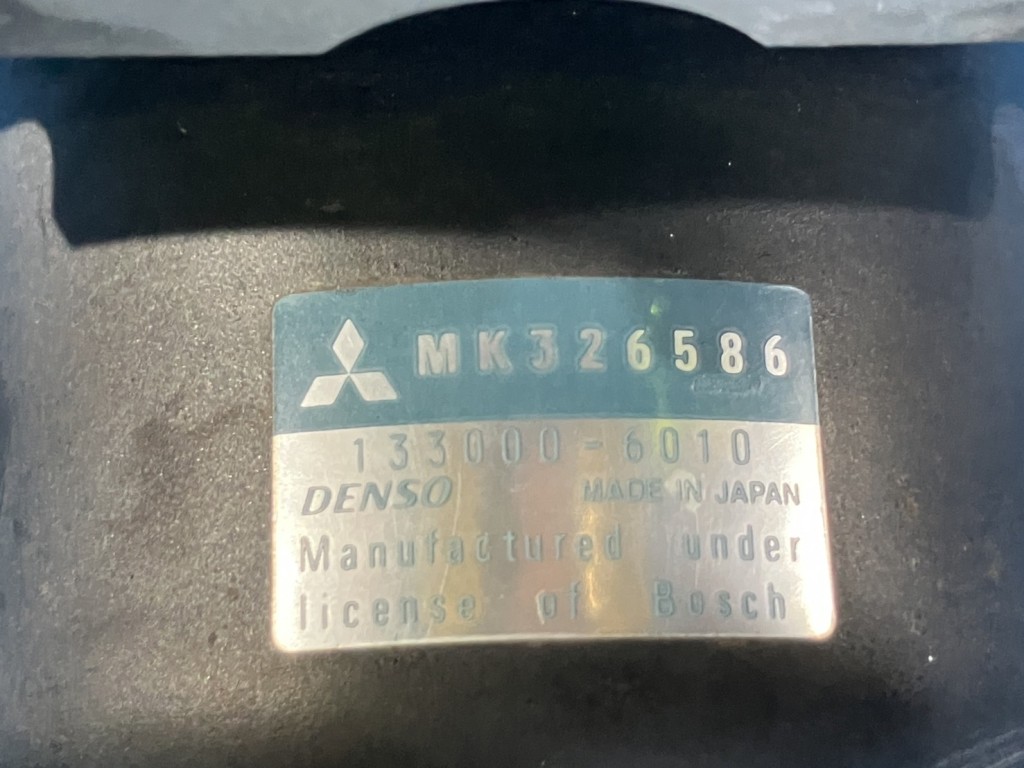 MK326586
133000-6010
DENSO MADE IN JAPAN
Manufactured under
license of Bosch